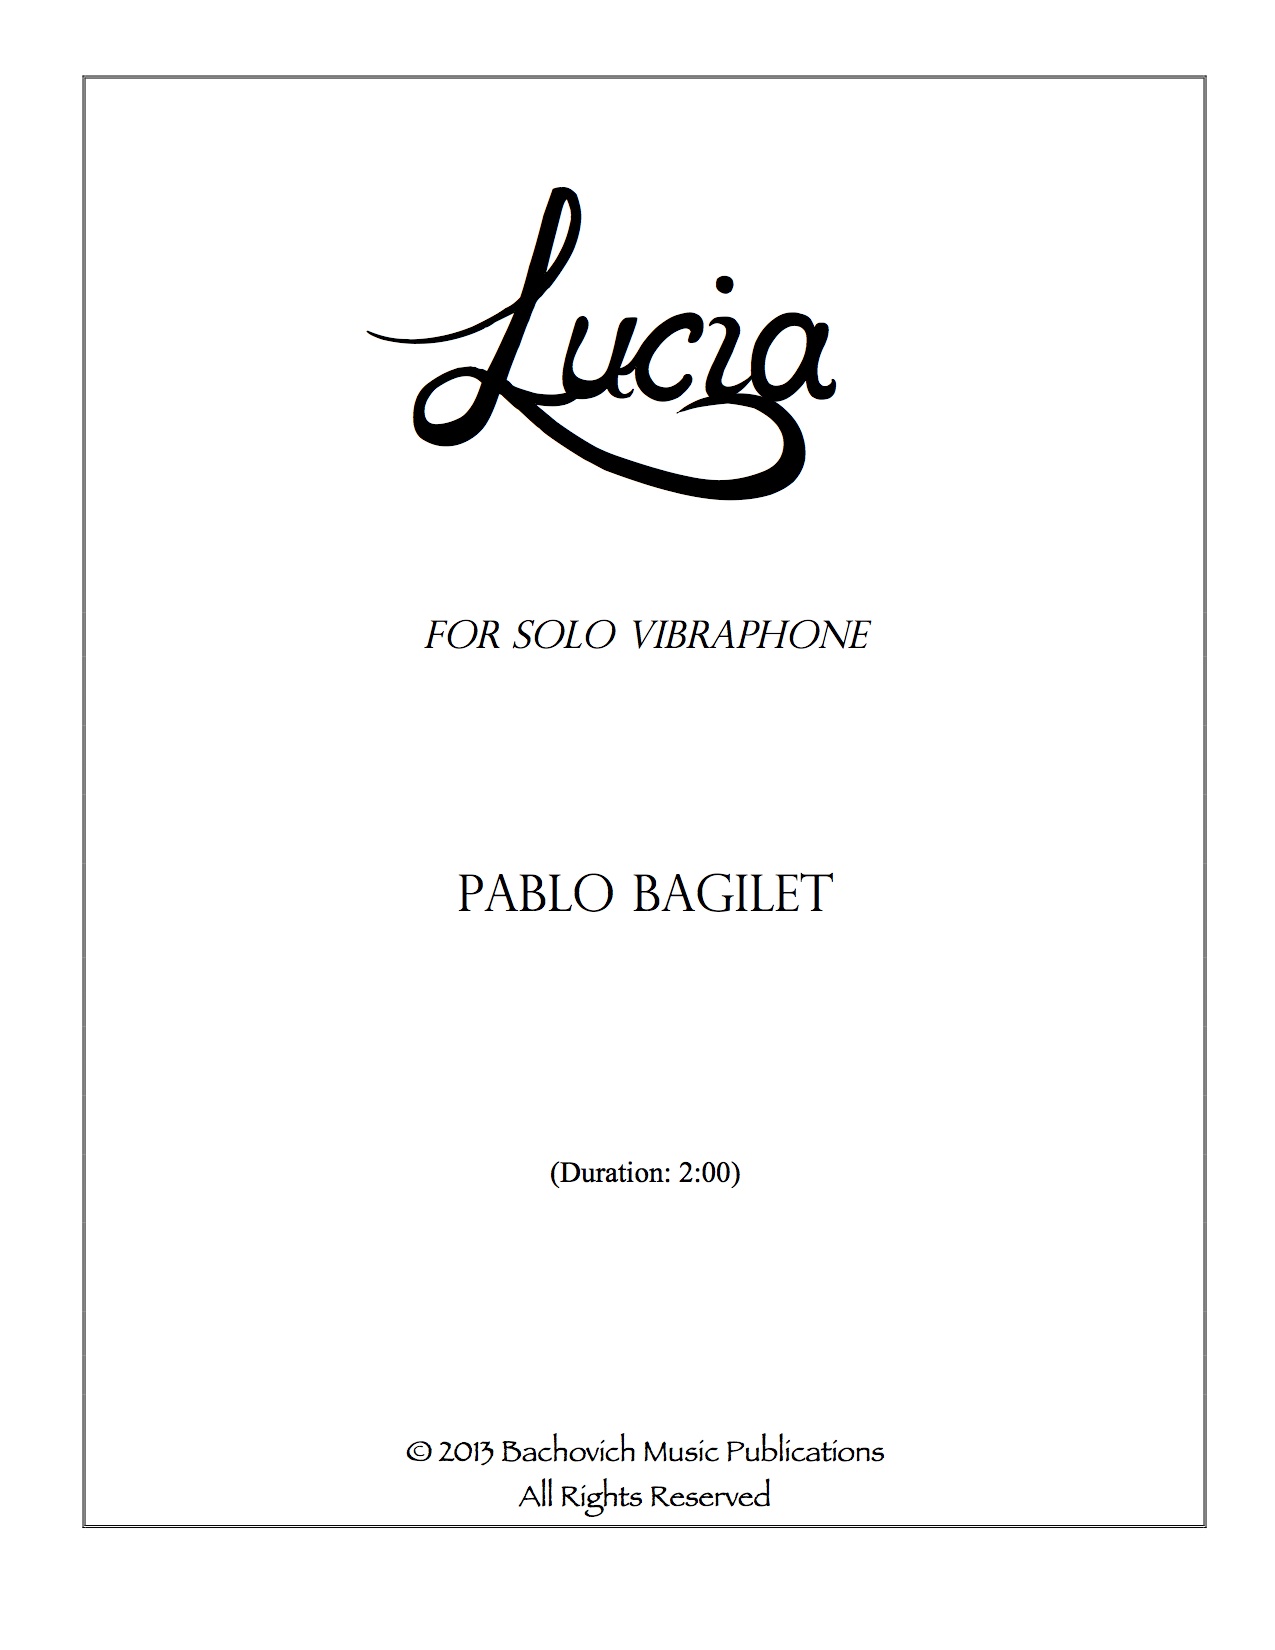 Lucia
FOR SOLO VIBRAPHONE
PABLO BAGILET
(Duration: 2:00)
© 2013 Bachovich Music Publications
All Rights Reserved